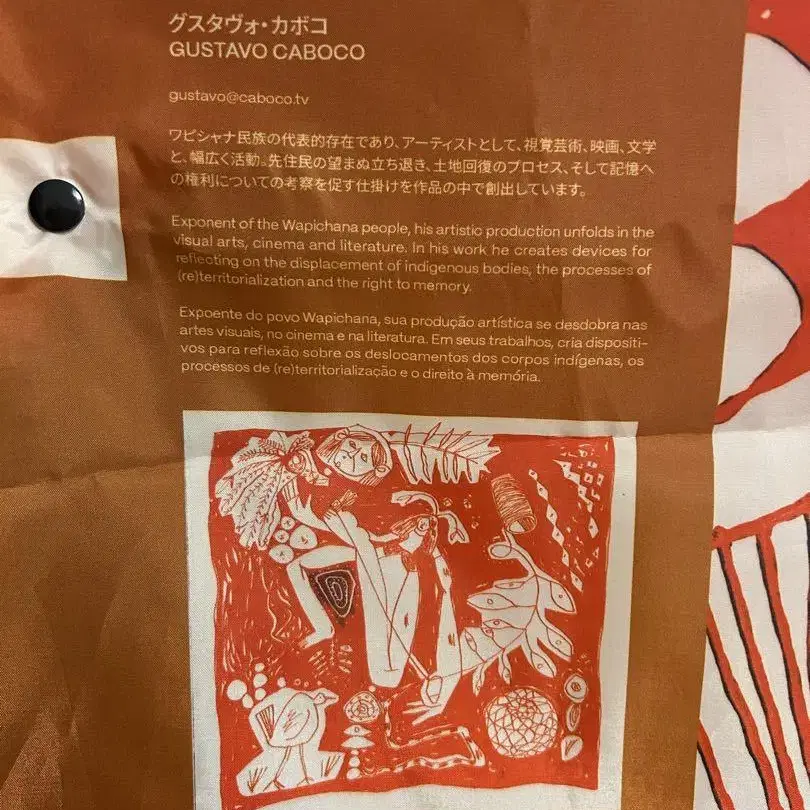 グスタヴォ・カボコ
GUSTAVO CABOCO
gustavo@caboco.tv
ワピシャナ民族の代表的存在であり、アーティストとして、視覚芸術、映画、文学
と、幅広く活動。先住民の望まぬ立ち退き、土地回復のプロセス、そして記憶へ
の権利についての考察を促す仕掛けを作品の中で創出しています。
Exponent of the Wapichana people, his artistic production unfolds in the
visual arts, cinema and literature. In his work he creates devices for
reflecting on the displacement of indigenous bodies, the processes of
(re)territorialization and the right to memory.
Expoente do povo Wapichana, sua produção artística se desdobra nas
artes visuais, no cinema e na literatura. Em seus trabalhos, cria dispositi-
vos para reflexão sobre os deslocamentos dos corpos indígenas, os
processos de (re)territorialização e o direito à memória.